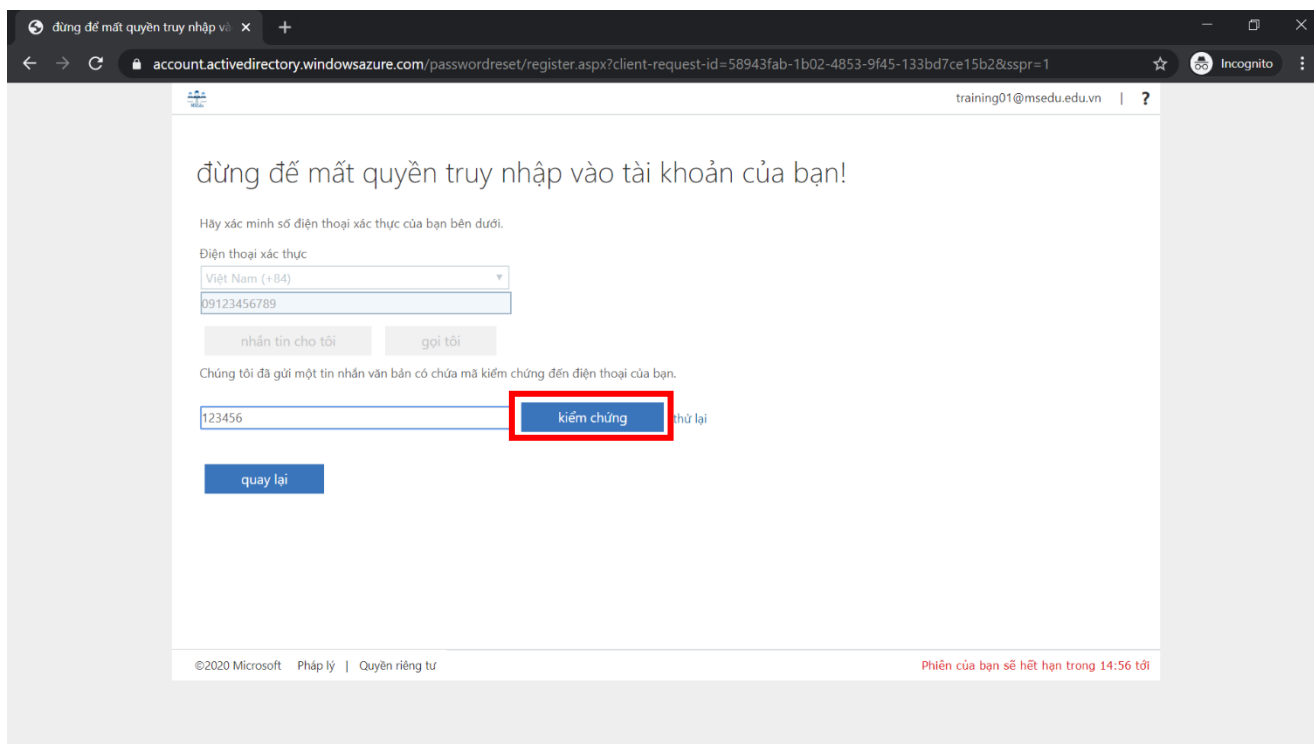 đừng để mất quyền truy nhập và
account.activedirectory.windowsazure.com/passwordreset/register.aspx?client-request-id=58943fab-1b02-4853-9f45-133bd7ce15b2&sspr=1
Incognito
training01@msedu.edu.vn | ?
đừng để mất quyền truy nhập vào tài khoản của bạn!
Hãy xác minh số điện thoại xác thực của bạn bên dưới.
Điện thoại xác thực
Việt Nam (+84)
09123456789
nhắn tin cho tôi gọi tôi
Chúng tôi đã gửi một tin nhắn văn bản có chứa mã kiểm chứng đến điện thoại của bạn.
123456 kiểm chứng thử lại
quay lại
©2020 Microsoft Pháp lý | Quyền riêng tư Phiên của bạn sẽ hết hạn trong 14:56 tới